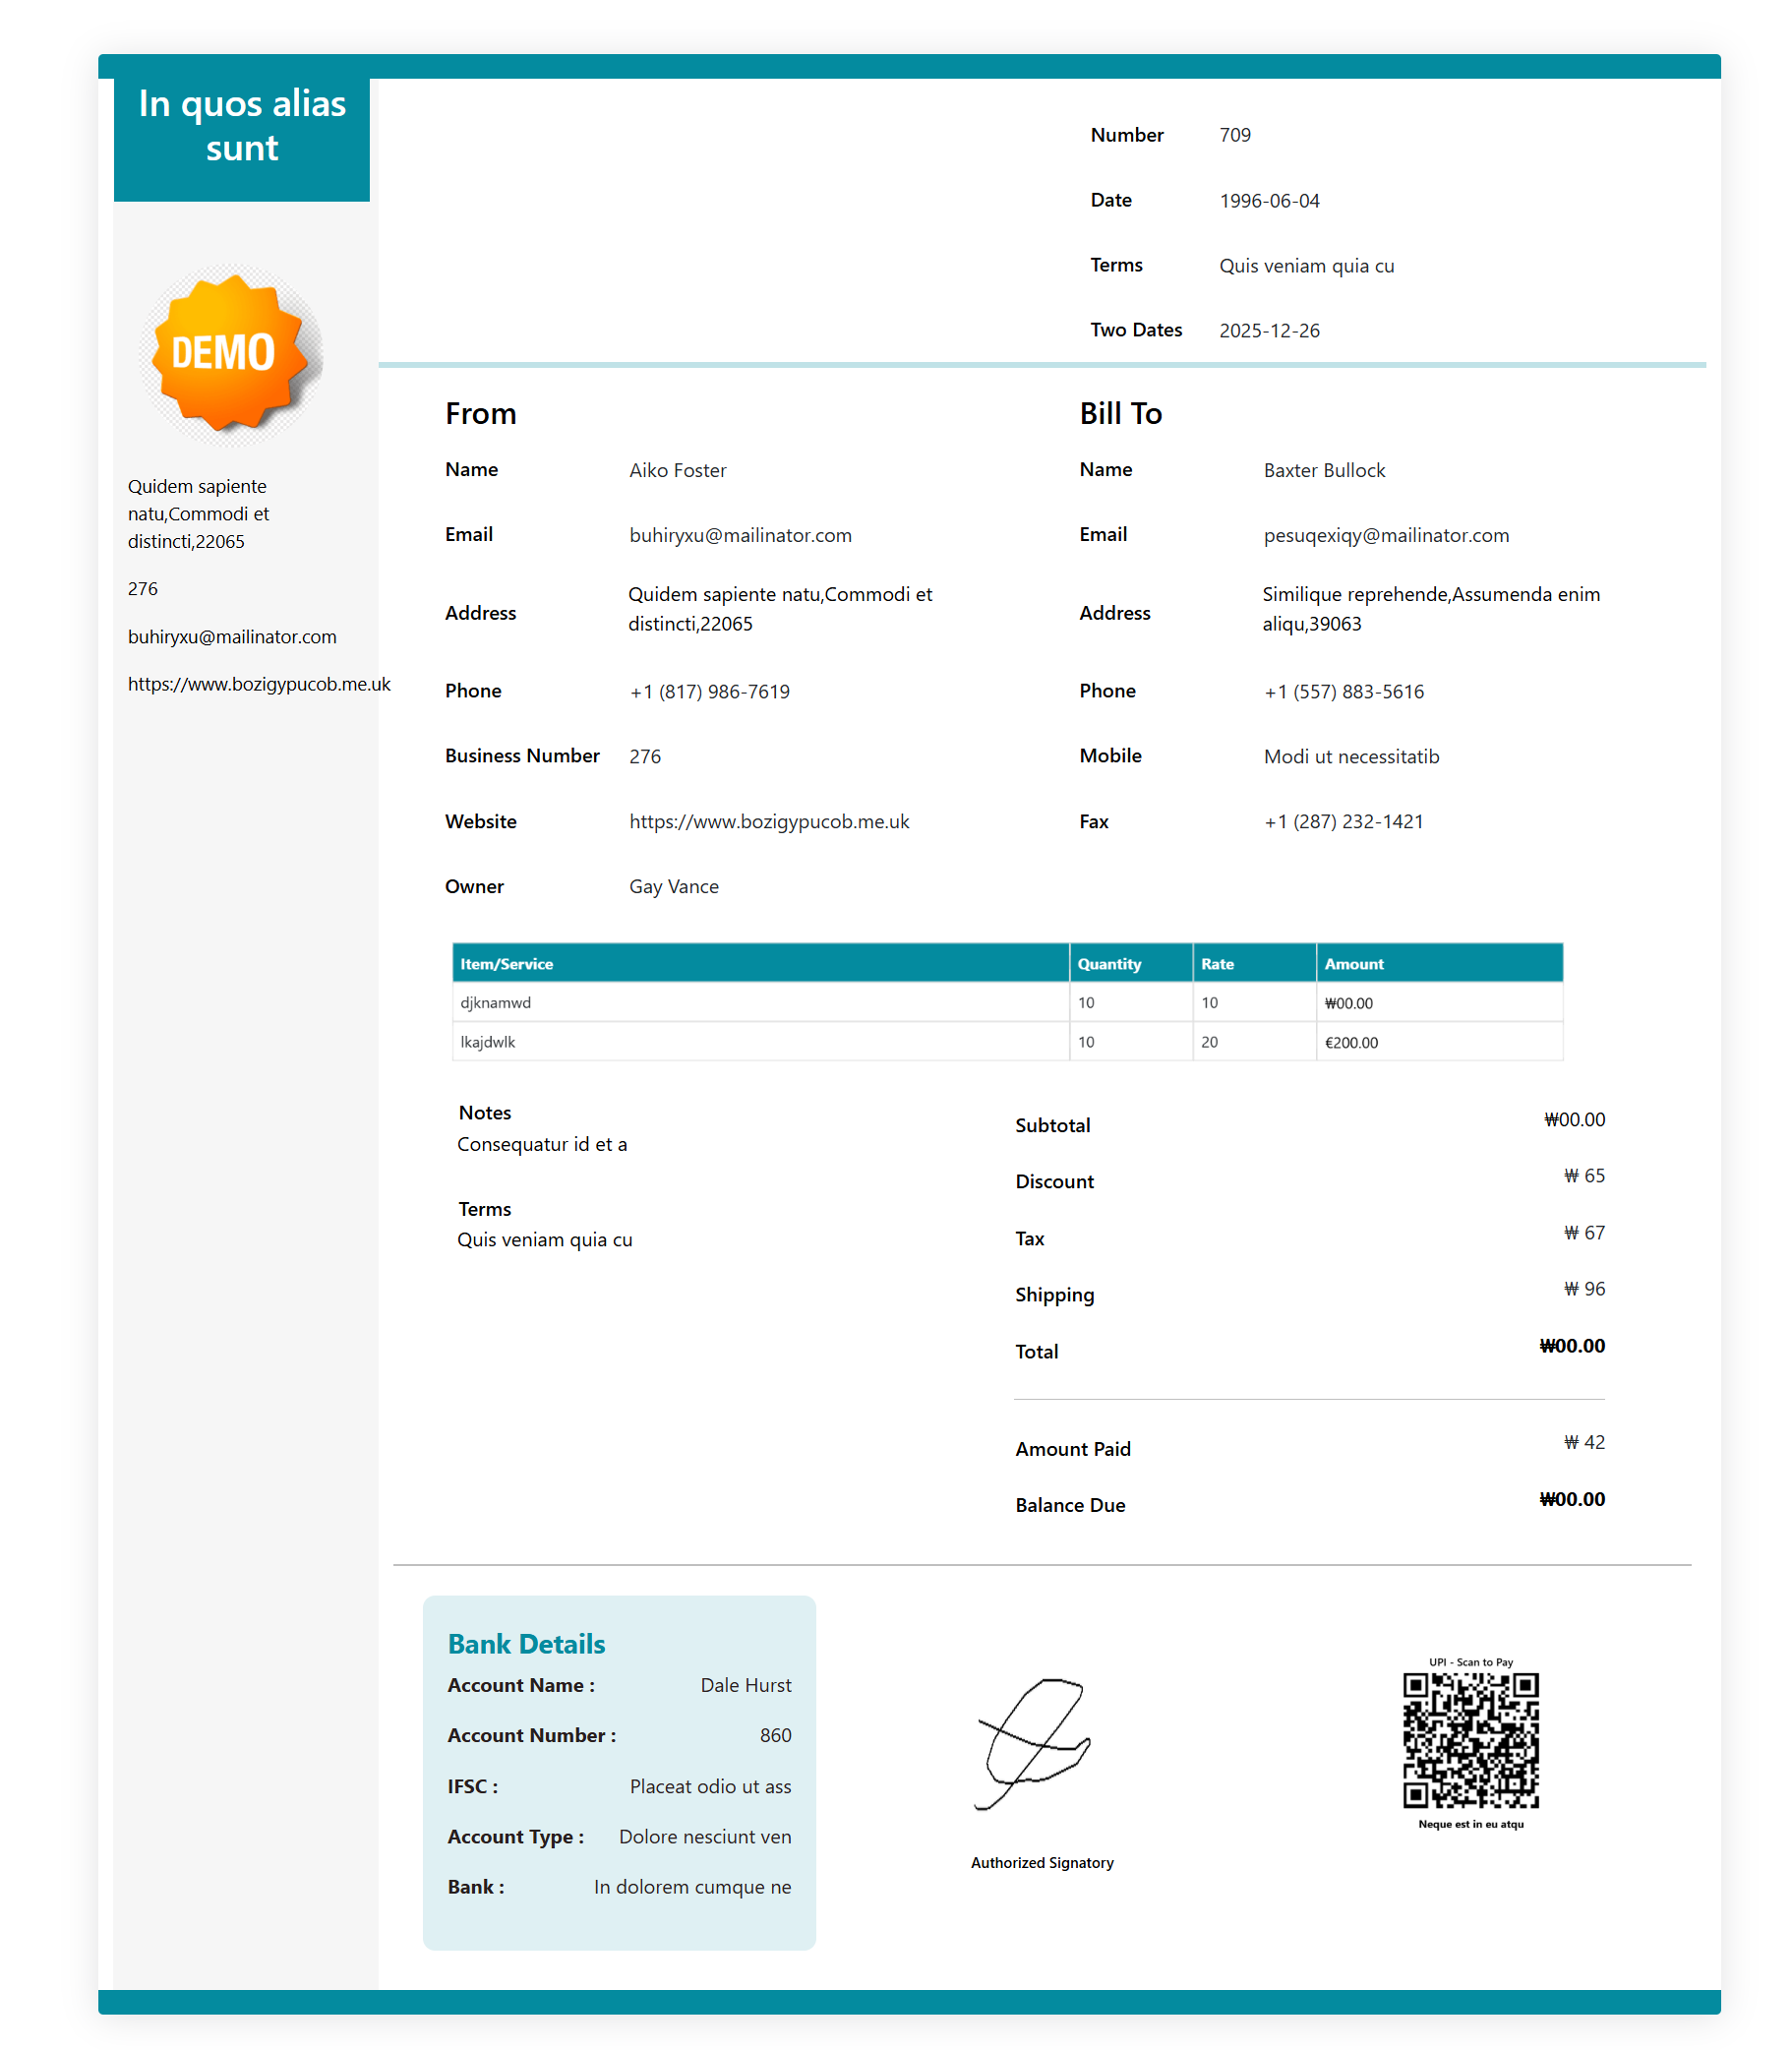 In quos alias
sunt
DEMO
Quidem sapiente
natu,Commodi et
distincti,22065
276
buhiryxu@mailinator.com
https://www.bozigypucob.me.uk
Number 709
Date 1996-06-04
Terms Quis veniam quia cu
Two Dates 2025-12-26
From
Name Aiko Foster
Email buhiryxu@mailinator.com
Address Quidem sapiente natu,Commodi et
distincti,22065
Phone +1 (817) 986-7619
Business Number 276
Website https://www.bozigypucob.me.uk
Owner Gay Vance
Bill To
Name Baxter Bullock
Email pesuqexiqy@mailinator.com
Address Similique reprehende,Assumenda enim
aliqu,39063
Phone +1 (557) 883-5616
Mobile Modi ut necessitatib
Fax +1 (287) 232-1421
Item/Service Quantity Rate Amount
djknamwd 10 10 ₩00.00
lkajdwlk 10 20 €200.00
Notes
Consequatur id et a
Terms
Quis veniam quia cu
Subtotal ₩00.00
Discount ₩ 65
Tax ₩ 67
Shipping ₩ 96
Total ₩00.00
Amount Paid ₩ 42
Balance Due ₩00.00
Bank Details
Account Name : Dale Hurst
Account Number : 860
IFSC : Placeat odio ut ass
Account Type : Dolore nesciunt ven
Bank : In dolorem cumque ne
Authorized Signatory
UPI - Scan to Pay
Neque est in eu atqu